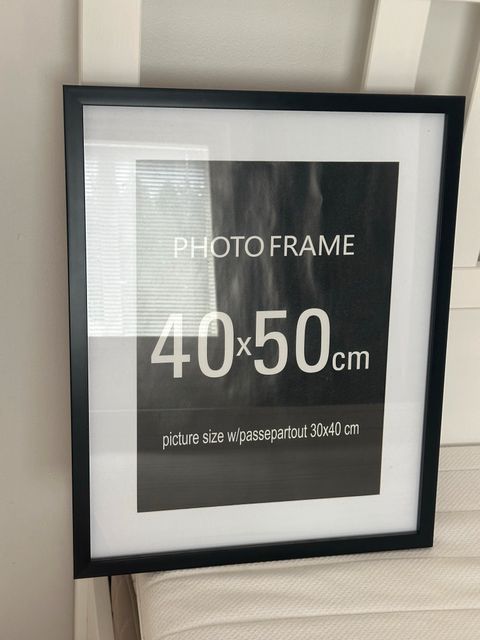 PHOTO FRAME
40x50cm
picture size w/passepartout 30x40 cm